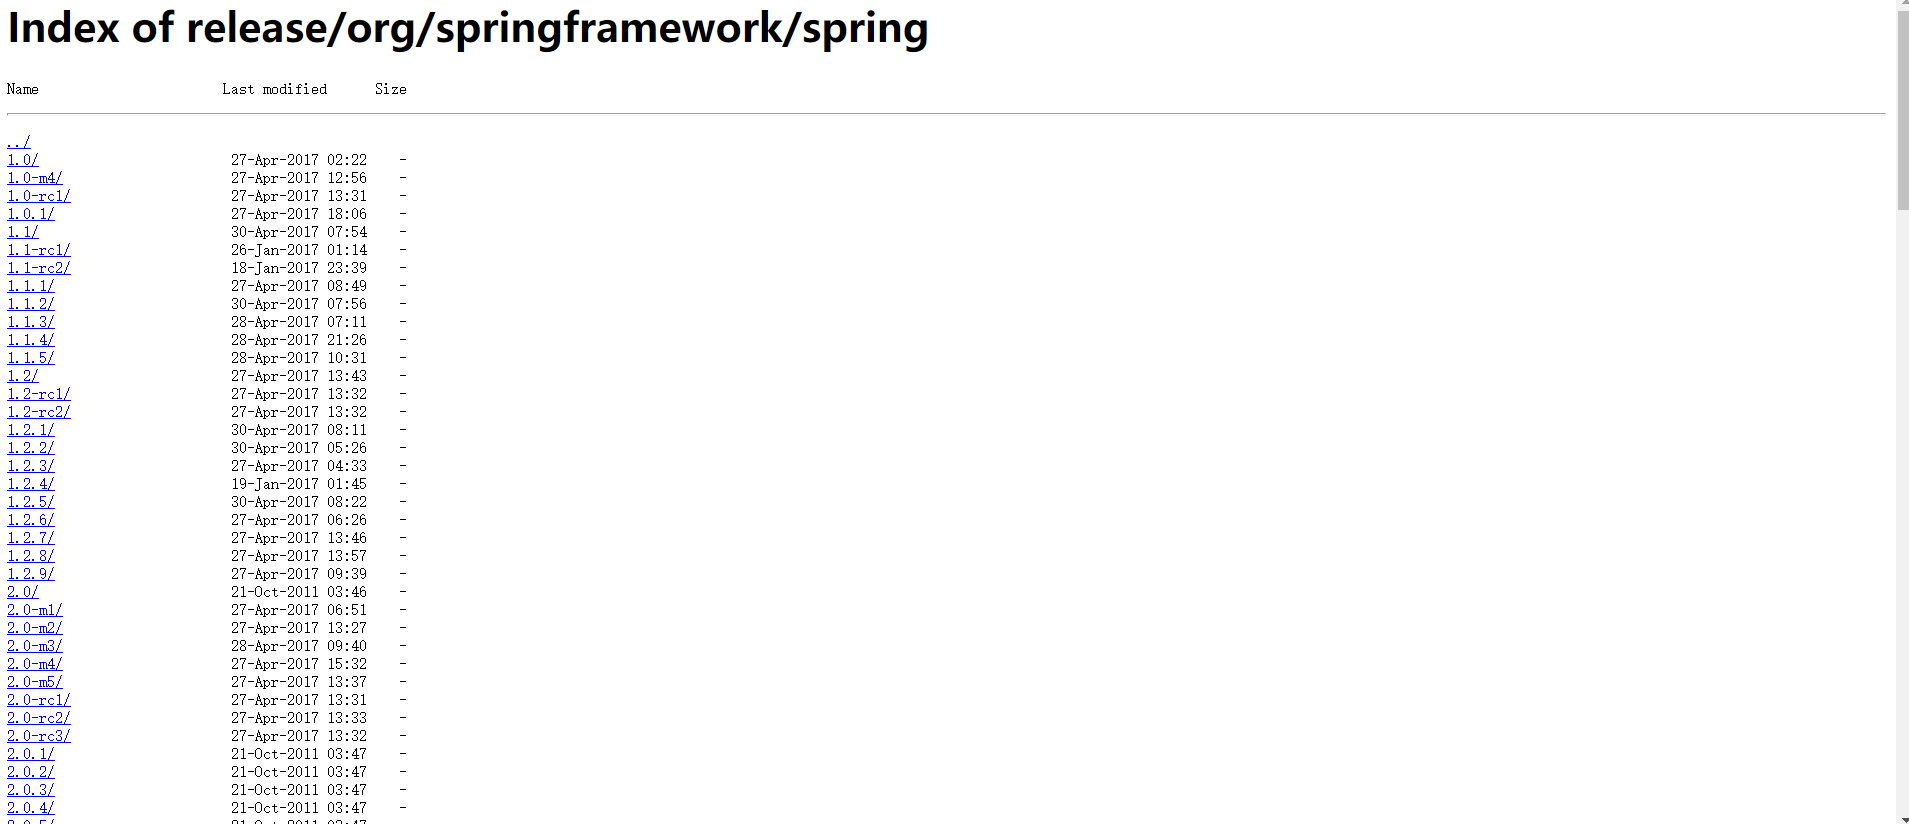 Index of release/org/springframework/spring
Name Last modified Size
../
1.0/ 27-Apr-2017 02:22 -
1.0-m4/ 27-Apr-2017 12:56 -
1.0-rc1/ 27-Apr-2017 13:31 -
1.0.1/ 27-Apr-2017 18:06 -
1.1/ 30-Apr-2017 07:54 -
1.1-rc1/ 26-Jan-2017 01:14 -
1.1-rc2/ 18-Jan-2017 23:39 -
1.1.1/ 27-Apr-2017 08:49 -
1.1.2/ 30-Apr-2017 07:56 -
1.1.3/ 28-Apr-2017 07:11 -
1.1.4/ 28-Apr-2017 21:26 -
1.1.5/ 28-Apr-2017 10:31 -
1.2/ 27-Apr-2017 13:43 -
1.2-rc1/ 27-Apr-2017 13:32 -
1.2-rc2/ 27-Apr-2017 13:32 -
1.2.1/ 30-Apr-2017 08:11 -
1.2.2/ 30-Apr-2017 05:26 -
1.2.3/ 27-Apr-2017 04:33 -
1.2.4/ 19-Jan-2017 01:45 -
1.2.5/ 30-Apr-2017 08:22 -
1.2.6/ 27-Apr-2017 06:26 -
1.2.7/ 27-Apr-2017 13:46 -
1.2.8/ 27-Apr-2017 13:57 -
1.2.9/ 27-Apr-2017 09:39 -
2.0/ 21-Oct-2011 03:46 -
2.0-m1/ 27-Apr-2017 06:51 -
2.0-m2/ 27-Apr-2017 13:27 -
2.0-m3/ 28-Apr-2017 09:40 -
2.0-m4/ 27-Apr-2017 15:32 -
2.0-m5/ 27-Apr-2017 13:37 -
2.0-rc1/ 27-Apr-2017 13:31 -
2.0-rc2/ 27-Apr-2017 13:33 -
2.0-rc3/ 27-Apr-2017 13:32 -
2.0.1/ 21-Oct-2011 03:47 -
2.0.2/ 21-Oct-2011 03:47 -
2.0.3/ 21-Oct-2011 03:47 -
2.0.4/ 21-Oct-2011 03:47 -